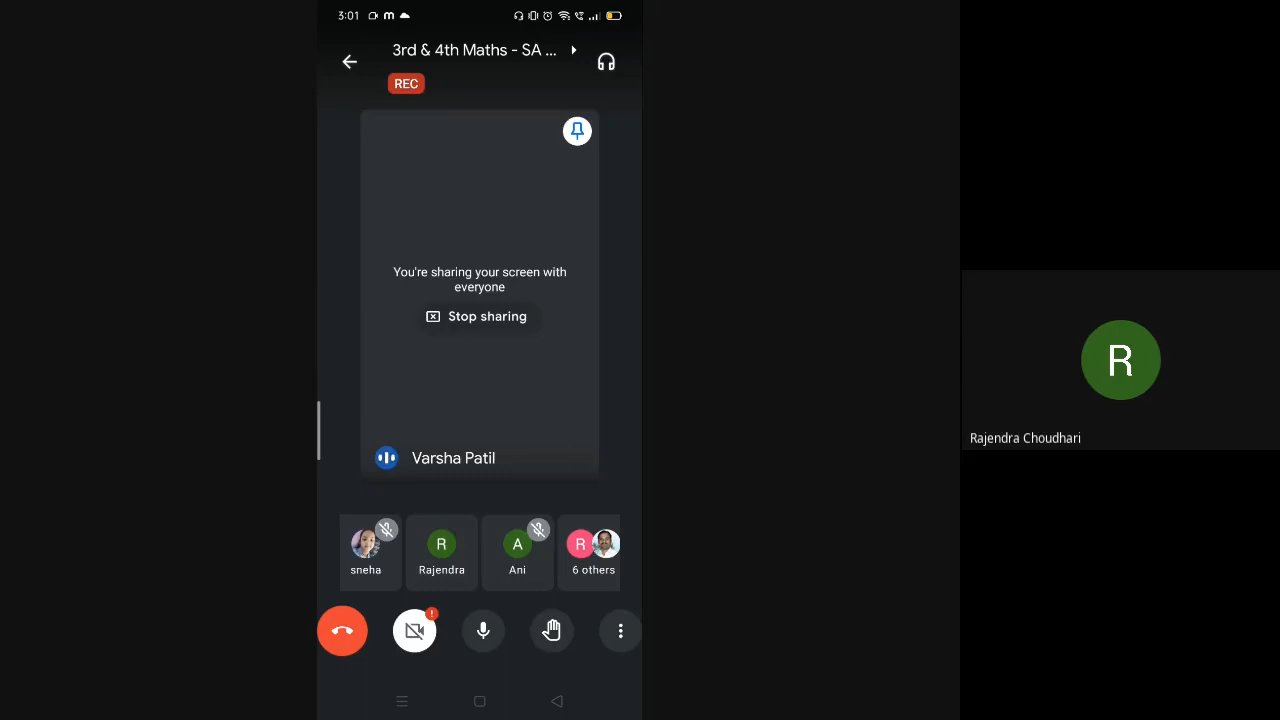 3:01
3rd & 4th Maths - SA ...
REC
You're sharing your screen with
everyone
Stop sharing
Varsha Patil
sneha
R
Rajendra
A
Ani
R
6 others
R
Rajendra Choudhari